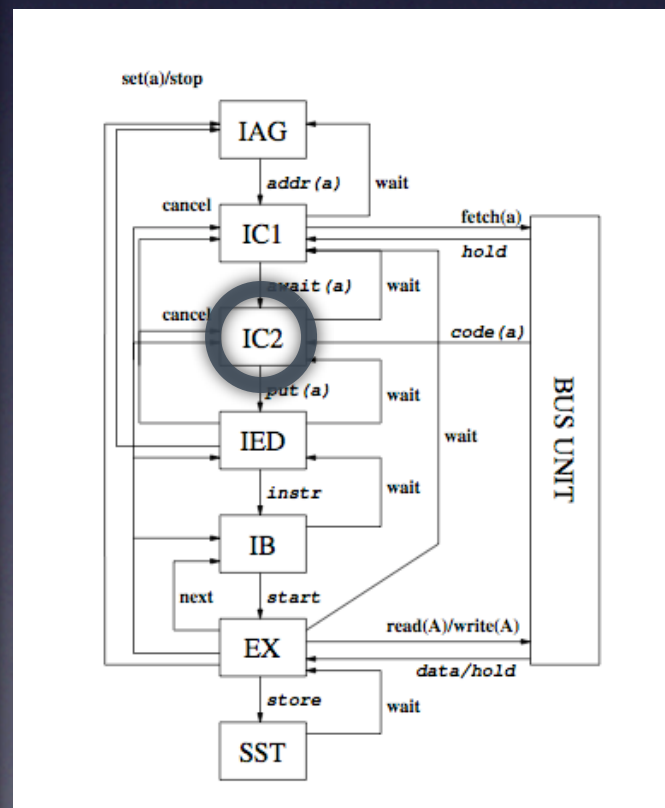 set(a)/stop
IAG
addr(a)
wait
cancel
IC1
fetch(a)
hold
await(a)
wait
cancel
IC2
code(a)
put(a)
wait
IED
wait
instr
wait
IB
next
start
read(A)/write(A)
EX
data/hold
store
wait
SST
BUS UNIT